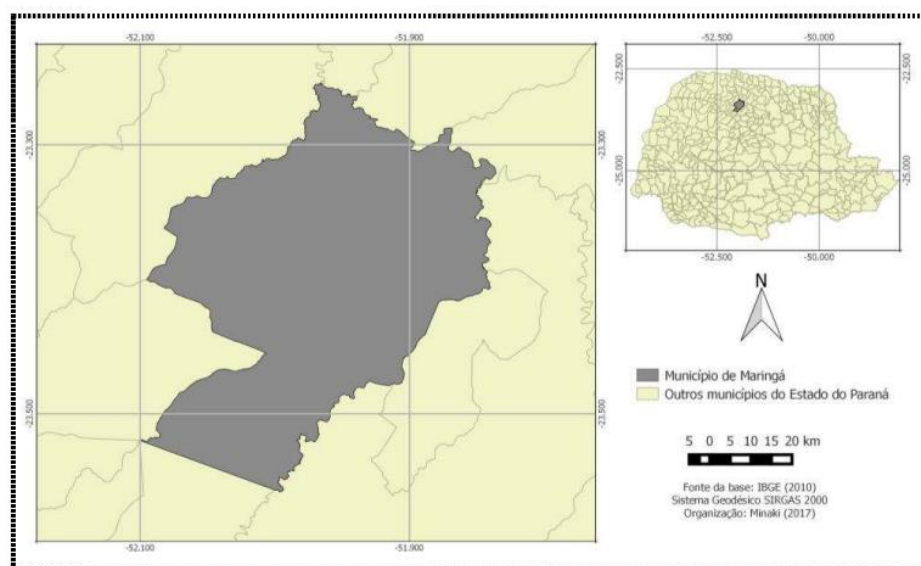 -52.100 -51.900
-23.300 -23.300
-23.500 -23.500
-52.100 -51.900
-52.500 -50.000
-22.500 -22.500
-25.000 -25.000
-52.500 -50.000
N
Município de Maringá
Outros municípios do Estado do Paraná
5 0 5 10 15 20 km
Fonte da base: IBGE (2010)
Sistema Geodésico SIRGAS 2000
Organização: Minaki (2017)